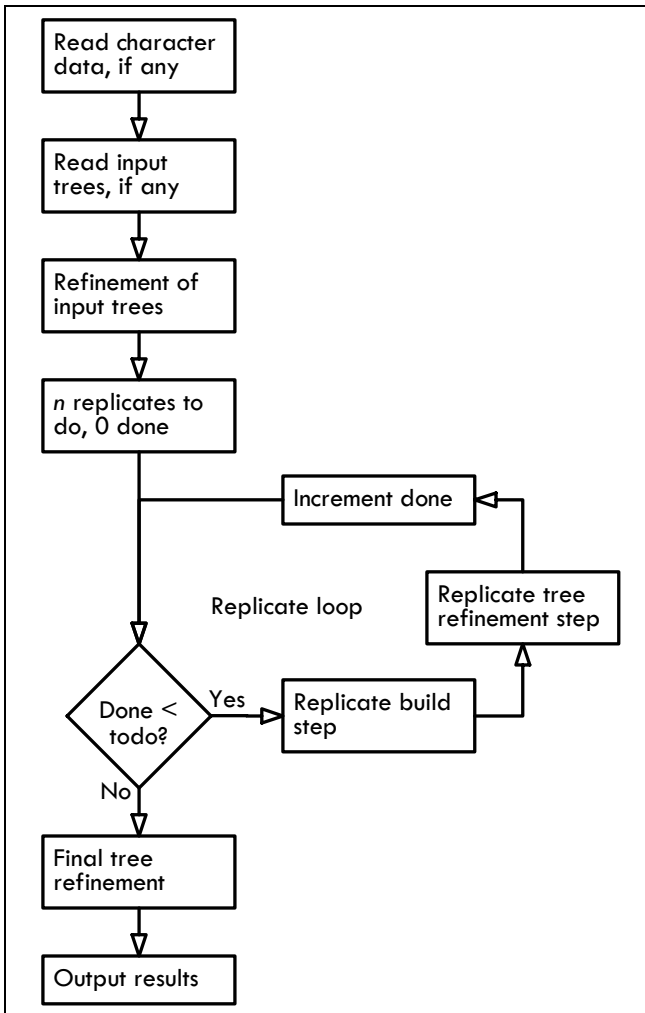 Read character
data, if any
Read input
trees, if any
Refinement of
input trees
n replicates to
do, 0 done
Increment done
Replicate tree
refinement step
Replicate loop
Done <
todo?
Yes
Replicate build
step
No
Final tree
refinement
Output results